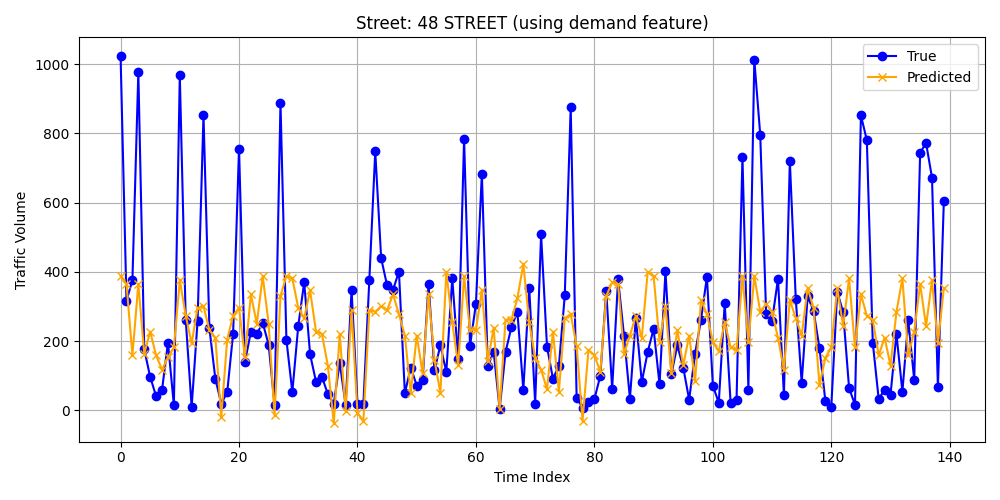 Street: 48 STREET (using demand feature)
True
Predicted
Traffic Volume
1000
800
600
400
200
0
0 20 40 60 80 100 120 140
Time Index